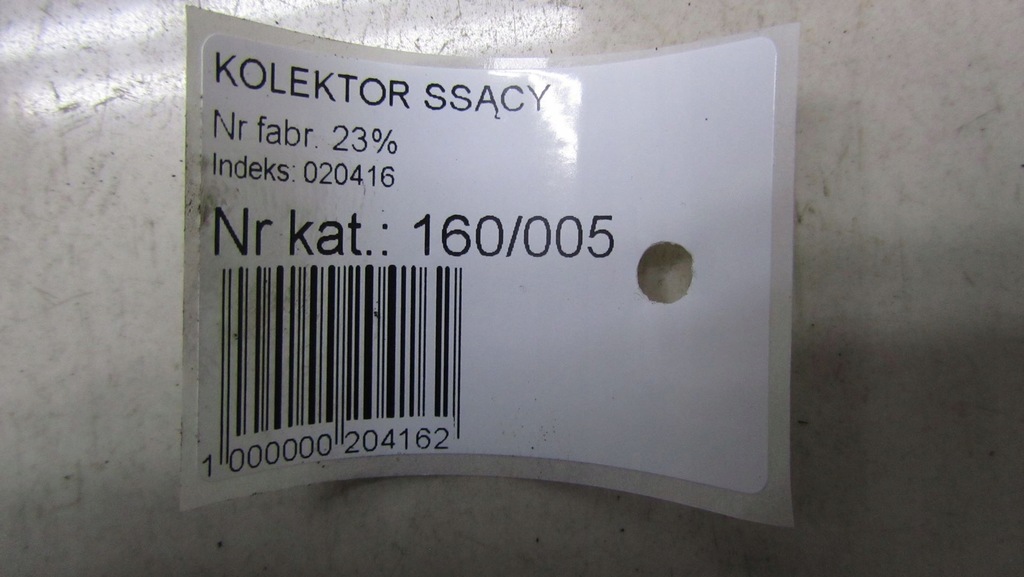 KOLEKTOR SSĄCY
Nr fabr. 23%
Indeks: 020416
Nr kat.: 160/005
1 000000 204162